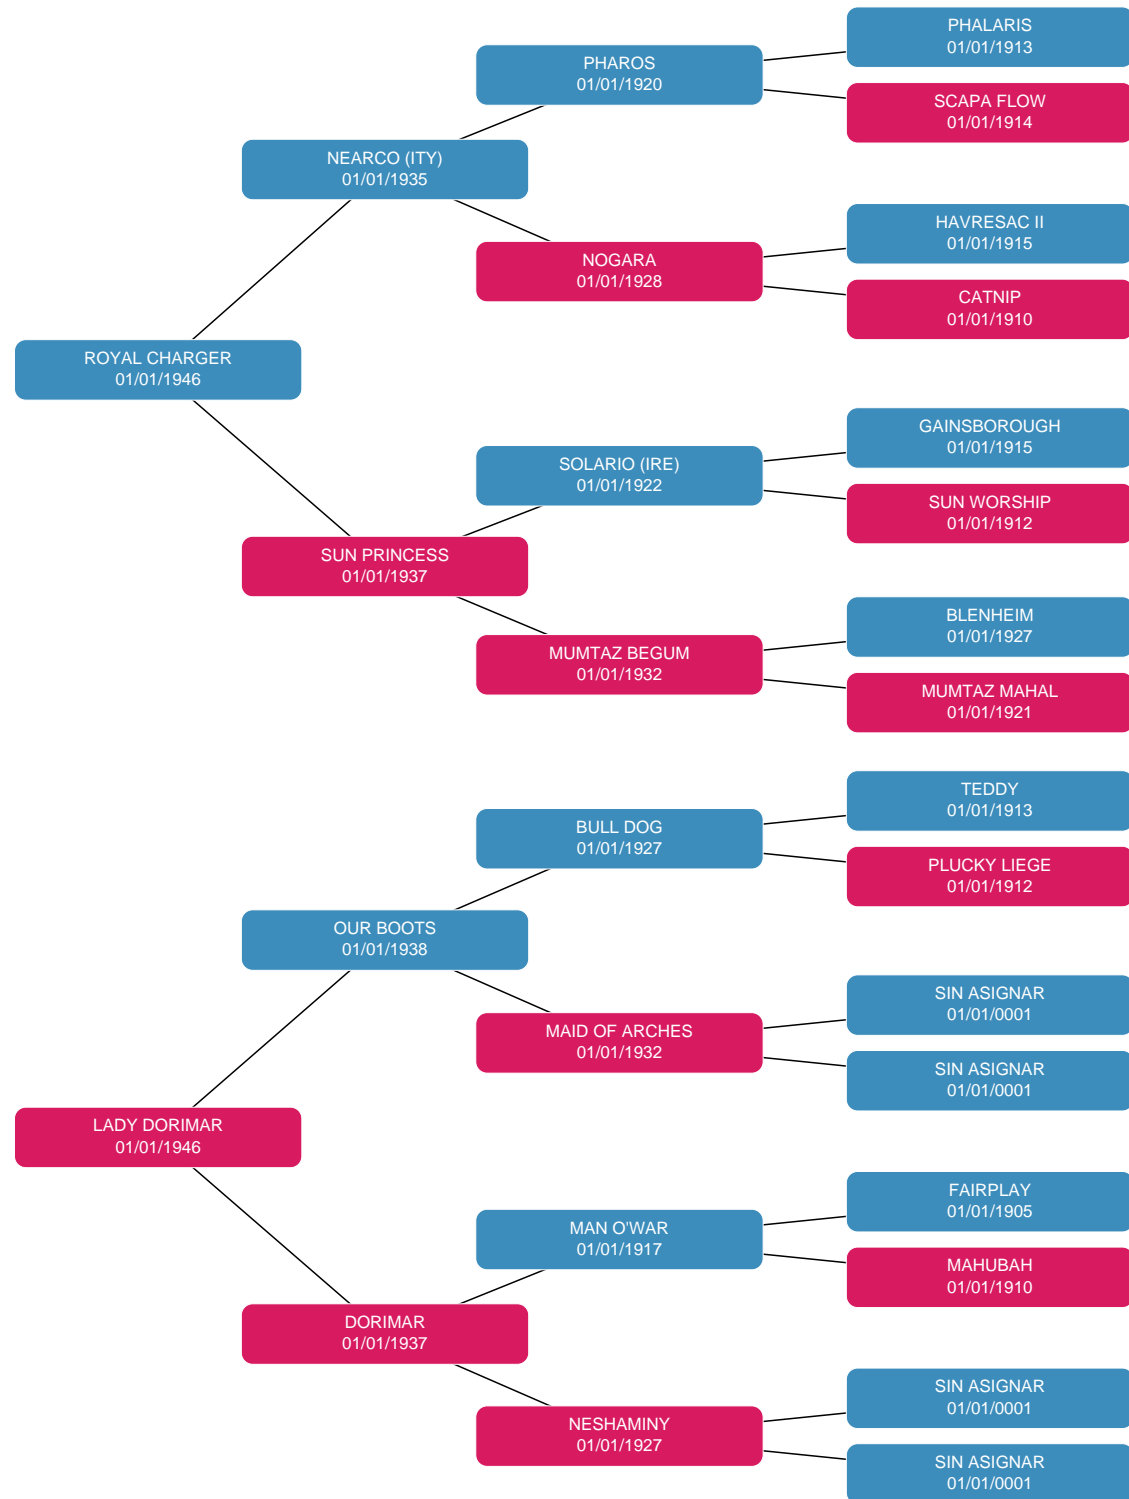 PHALARIS
01/01/1913
PHAROS
01/01/1920
SCAPA FLOW
01/01/1914
NEARCO (ITY)
01/01/1935
HAVRESAC II
01/01/1915
NOGARA
01/01/1928
CATNIP
01/01/1910
ROYAL CHARGER
01/01/1946
GAINSBOROUGH
01/01/1915
SOLARIO (IRE)
01/01/1922
SUN WORSHIP
01/01/1912
SUN PRINCESS
01/01/1937
BLENHEIM
01/01/1927
MUMTAZ BEGUM
01/01/1932
MUMTAZ MAHAL
01/01/1921
TEDDY
01/01/1913
BULL DOG
01/01/1927
PLUCKY LIEGE
01/01/1912
OUR BOOTS
01/01/1938
SIN ASIGNAR
01/01/0001
MAID OF ARCHES
01/01/1932
SIN ASIGNAR
01/01/0001
LADY DORIMAR
01/01/1946
FAIRPLAY
01/01/1905
MAN O'WAR
01/01/1917
MAHUBAH
01/01/1910
DORIMAR
01/01/1937
SIN ASIGNAR
01/01/0001
NESHAMINY
01/01/1927
SIN ASIGNAR
01/01/0001